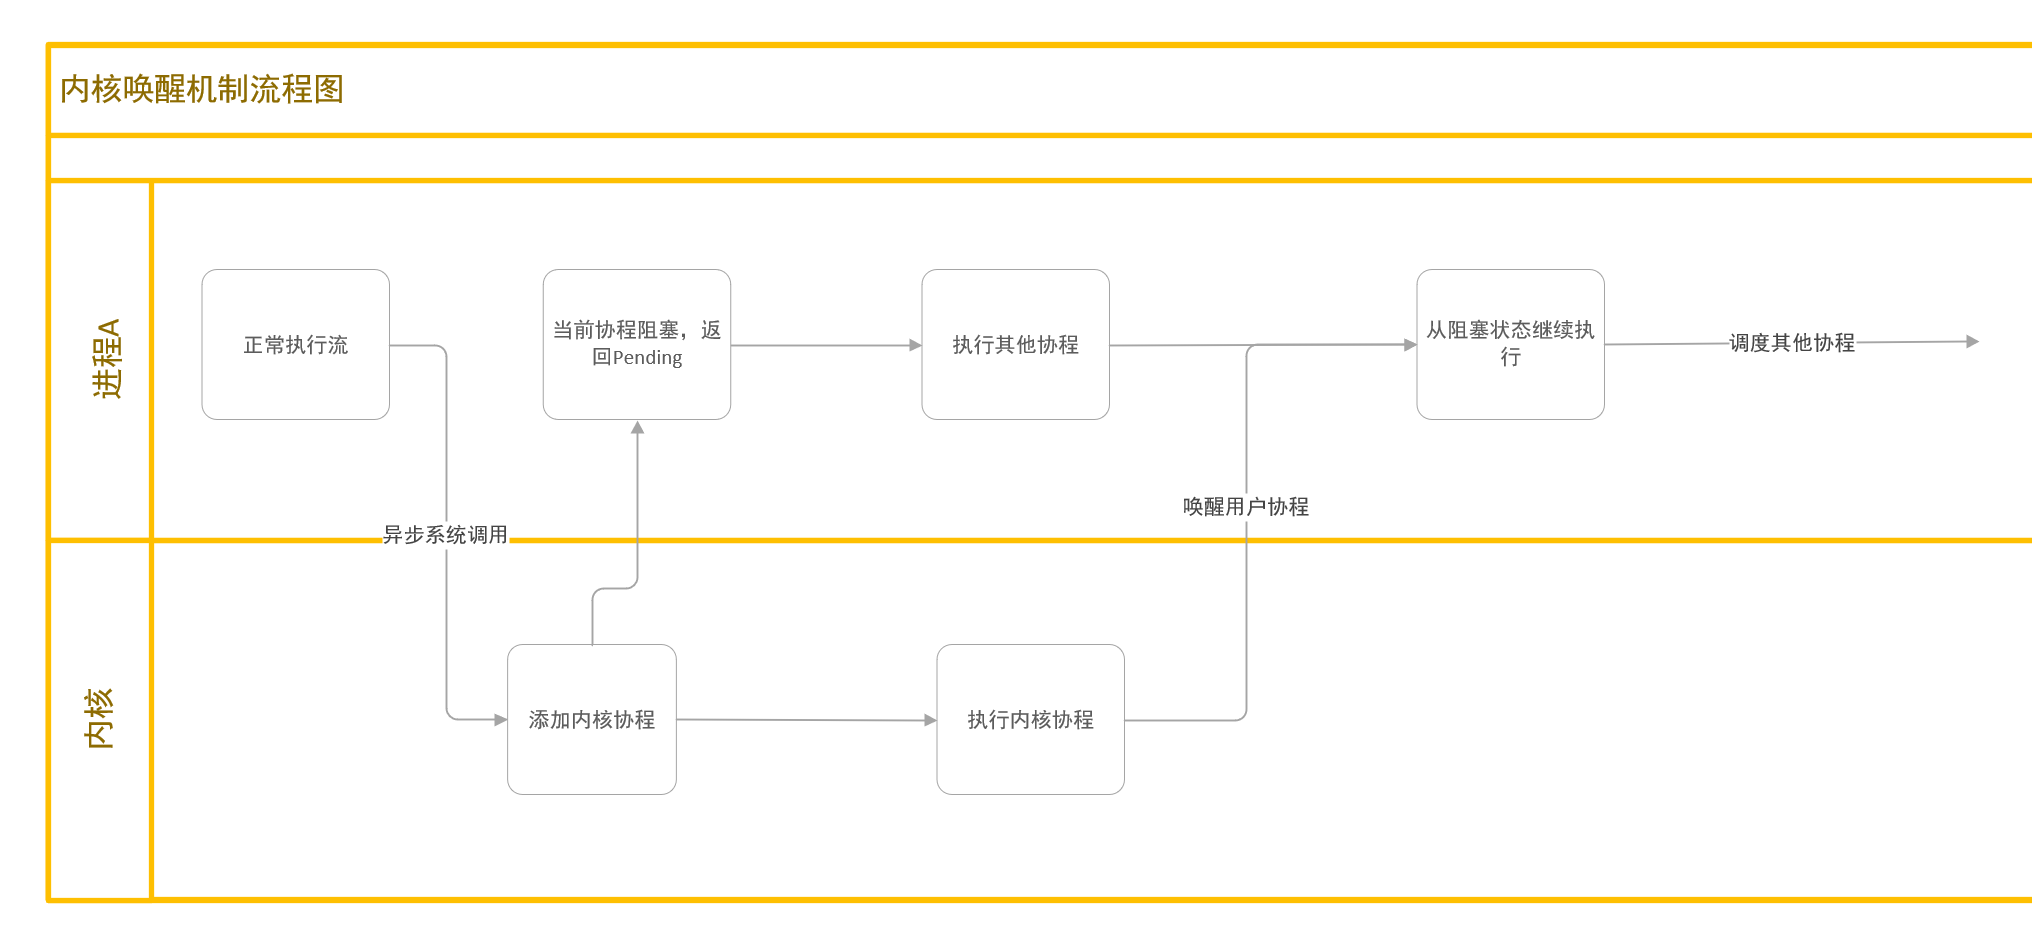 内核唤醒机制流程图
进程A
正常执行流
当前协程阻塞，返
回Pending
执行其他协程
从阻塞状态继续执
行
调度其他协程
异步系统调用
唤醒用户协程
内核
添加内核协程
执行内核协程